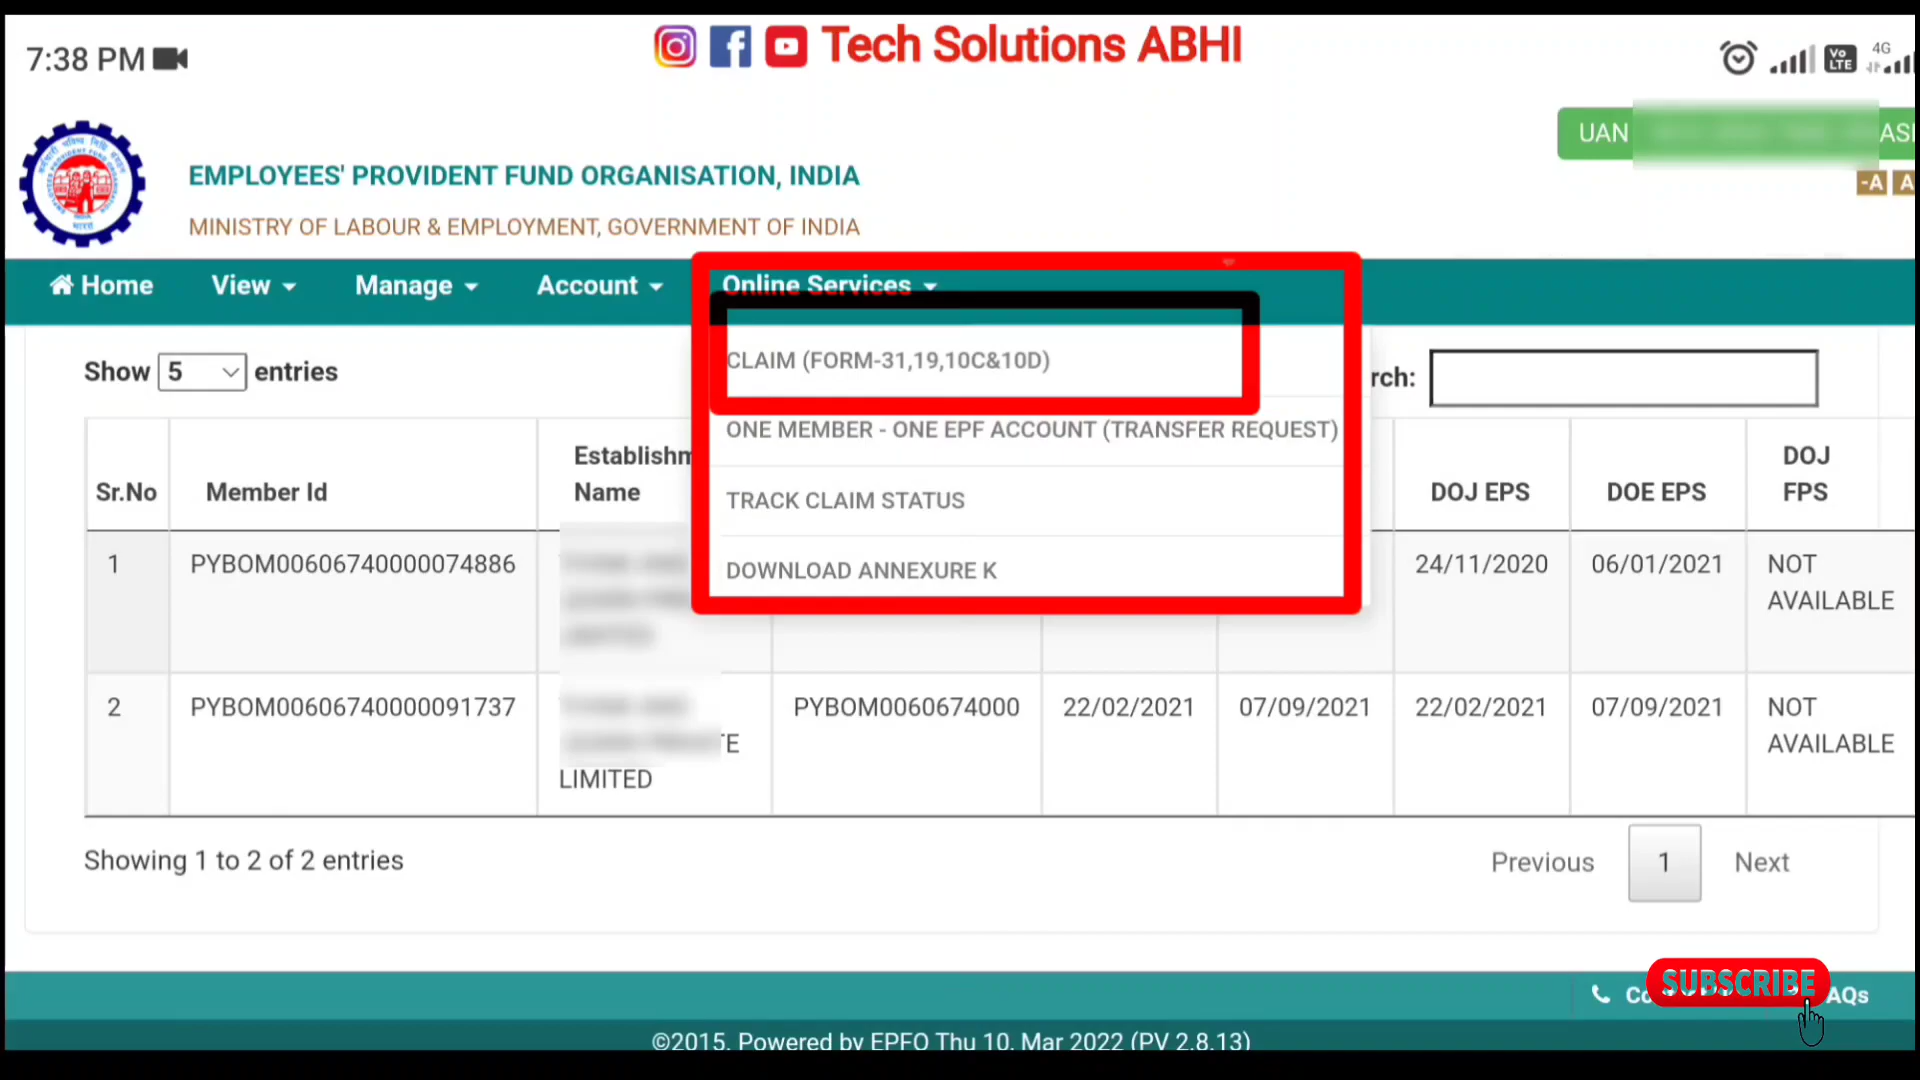 Tech Solutions ABHI
7:38 PM
Vo LTE
4G
UAN
-A A
EMPLOYEES' PROVIDENT FUND ORGANISATION, INDIA
MINISTRY OF LABOUR & EMPLOYMENT, GOVERNMENT OF INDIA
Home View Manage Account Online Services
CLAIM (FORM-31,19,10C&10D)
ONE MEMBER - ONE EPF ACCOUNT (TRANSFER REQUEST)
TRACK CLAIM STATUS
DOWNLOAD ANNEXURE K
Show 5 entries
rch:
Sr.No Member Id Establishm Name DOJ EPS DOE EPS DOJ FPS
1 PYBOM00606740000074886 24/11/2020 06/01/2021 NOT AVAILABLE
2 PYBOM00606740000091737 TE LIMITED PYBOM0060674000 22/02/2021 07/09/2021 22/02/2021 07/09/2021 NOT AVAILABLE
Showing 1 to 2 of 2 entries
Previous 1 Next
SUBSCRIBE
AQs
©2015. Powered by EPFO Thu 10. Mar 2022 (PV 2.8.13)